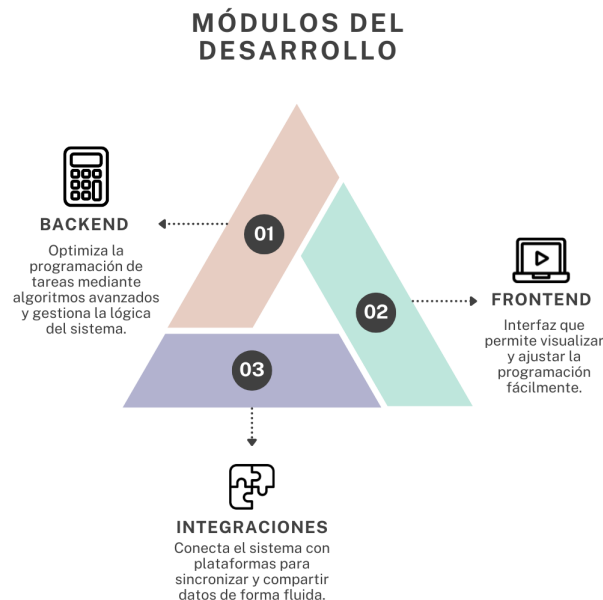 MÓDULOS DEL
DESARROLLO
01
BACKEND
Optimiza la
programación de
tareas mediante
algoritmos avanzados
y gestiona la lógica
del sistema.
02
FRONTEND
Interfaz que
permite visualizar
y ajustar la
programación
fácilmente.
03
INTEGRACIONES
Conecta el sistema con
plataformas para
sincronizar y compartir
datos de forma fluida.